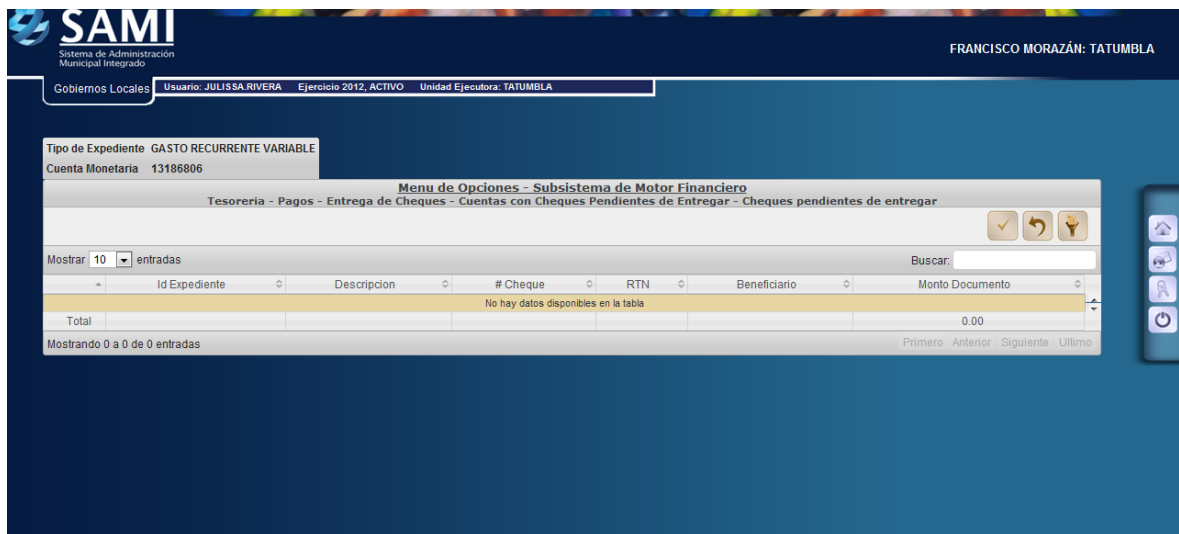 SAMI
Sistema de Administración
Municipal Integrado
FRANCISCO MORAZÁN: TATUMBLA
Gobiernos Locales
Usuario: JULISSA.RIVERA Ejercicio 2012, ACTIVO Unidad Ejecutora: TATUMBLA
Tipo de Expediente GASTO RECURRENTE VARIABLE
Cuenta Monetaria 13186806
Menu de Opciones - Subsistema de Motor Financiero
Tesoreria - Pagos - Entrega de Cheques - Cuentas con Cheques Pendientes de Entregar - Cheques pendientes de entregar
Mostrar 10 entradas Buscar:
Id Expediente Descripcion # Cheque RTN Beneficiario Monto Documento
No hay datos disponibles en la tabla
Total 0.00
Mostrando 0 a 0 de 0 entradas Primero Anterior Siguiente Ultimo